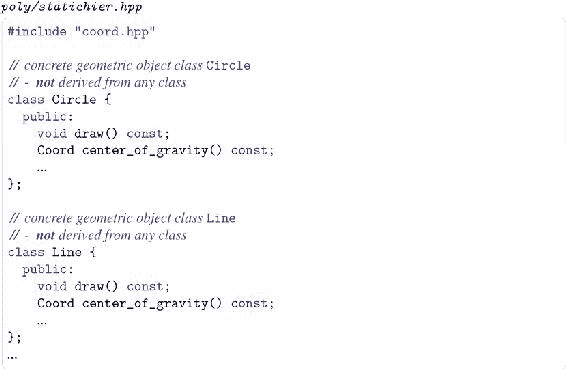 poly/statichier.hpp
#include "coord.hpp"
// concrete geometric object class Circle
// - not derived from any class
class Circle {
public:
void draw() const;
Coord center_of_gravity() const;
...
};
// concrete geometric object class Line
// - not derived from any class
class Line {
public:
void draw() const;
Coord center_of_gravity() const;
...
};
...